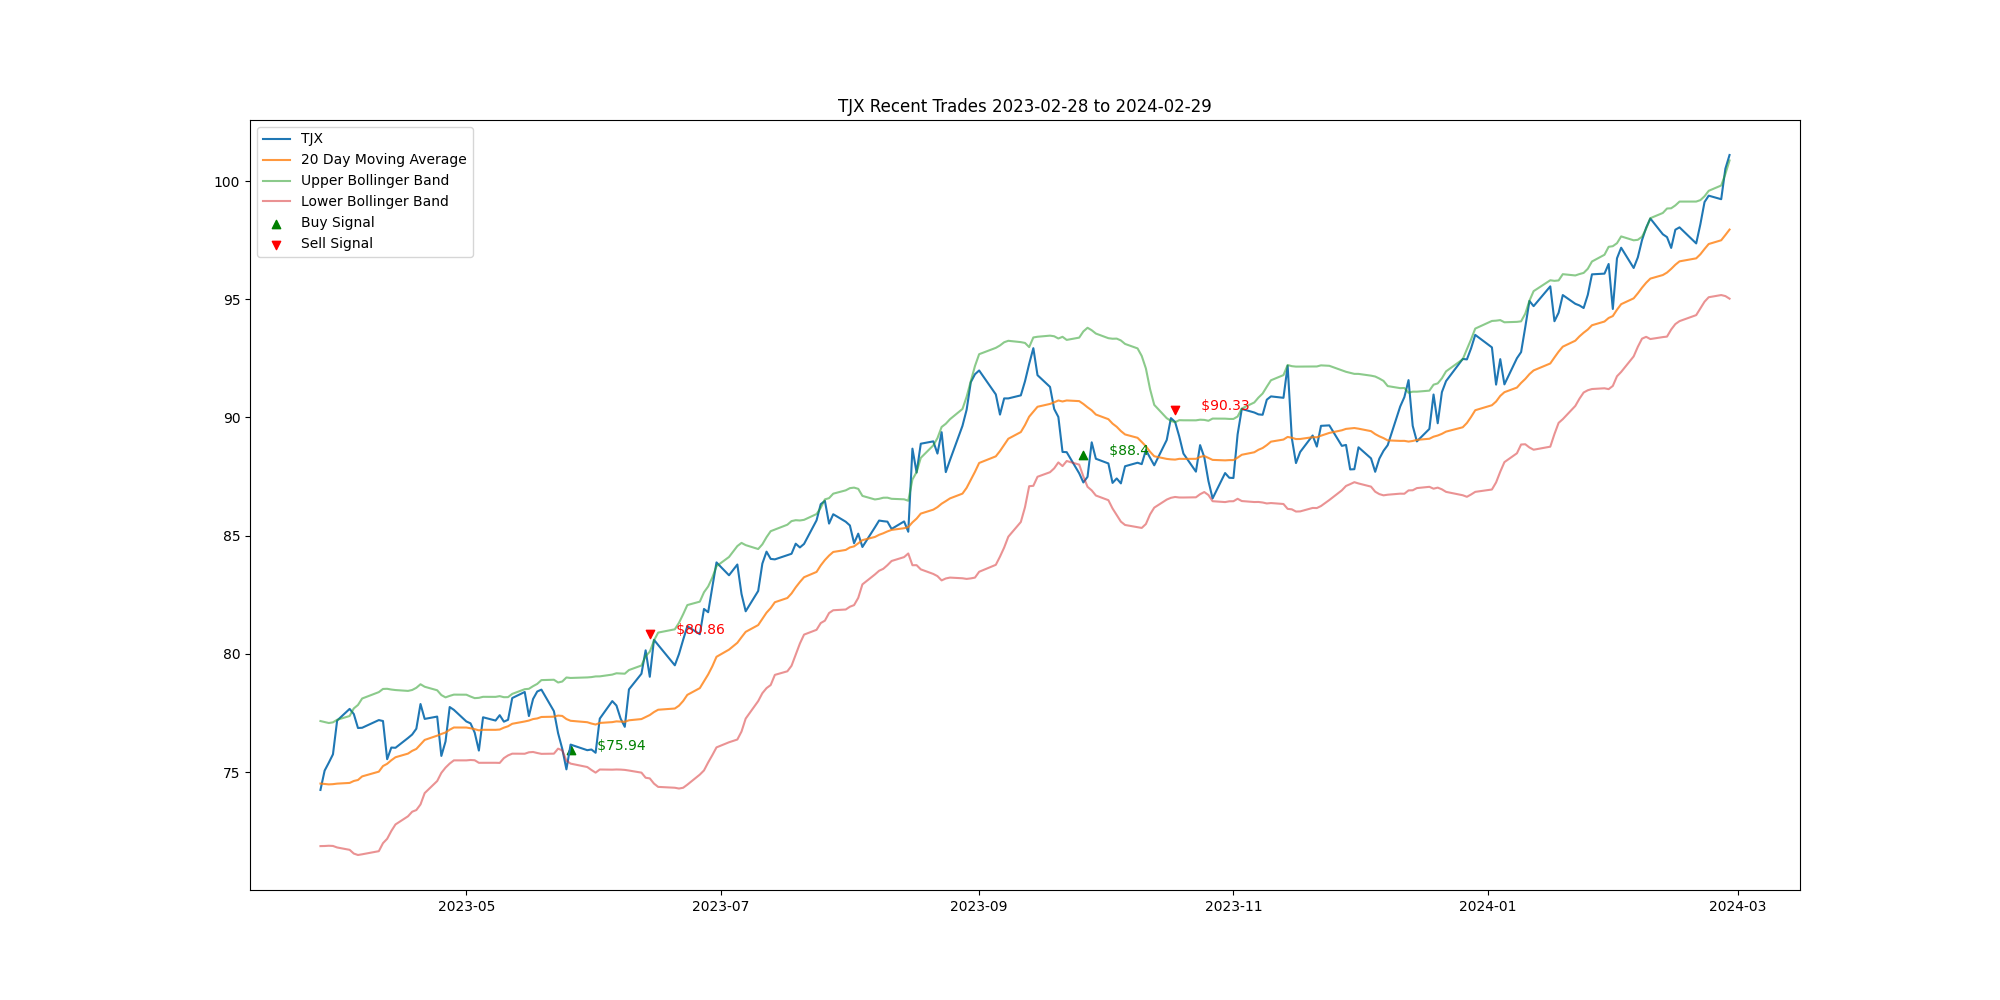 TJX Recent Trades 2023-02-28 to 2024-02-29
TJX
20 Day Moving Average
Upper Bollinger Band
Lower Bollinger Band
Buy Signal
Sell Signal
100
95
90
85
80
75
$90.33
$88.4
$80.86
$75.94
2023-05
2023-07
2023-09
2023-11
2024-01
2024-03